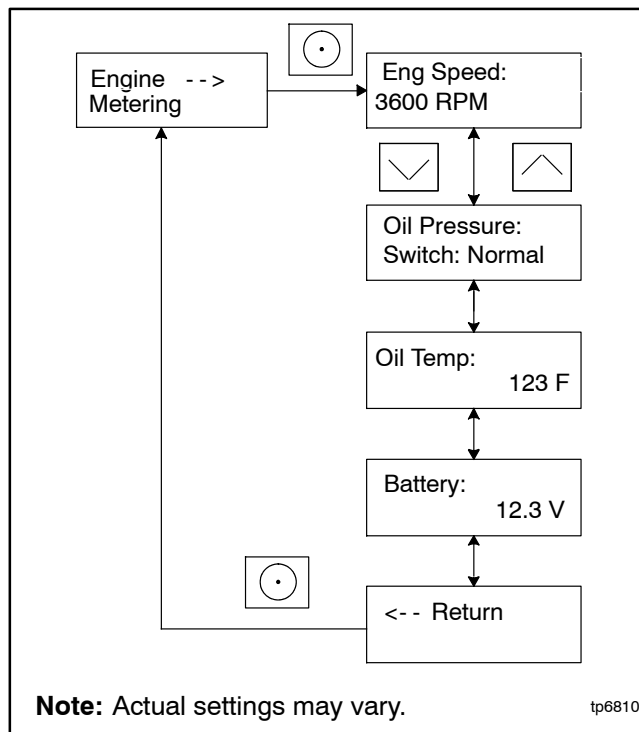 Engine - ->
Metering
Eng Speed:
3600 RPM
Oil Pressure:
Switch: Normal
Oil Temp:
123 F
Battery:
12.3 V
<- - Return
Note: Actual settings may vary.
tp6810